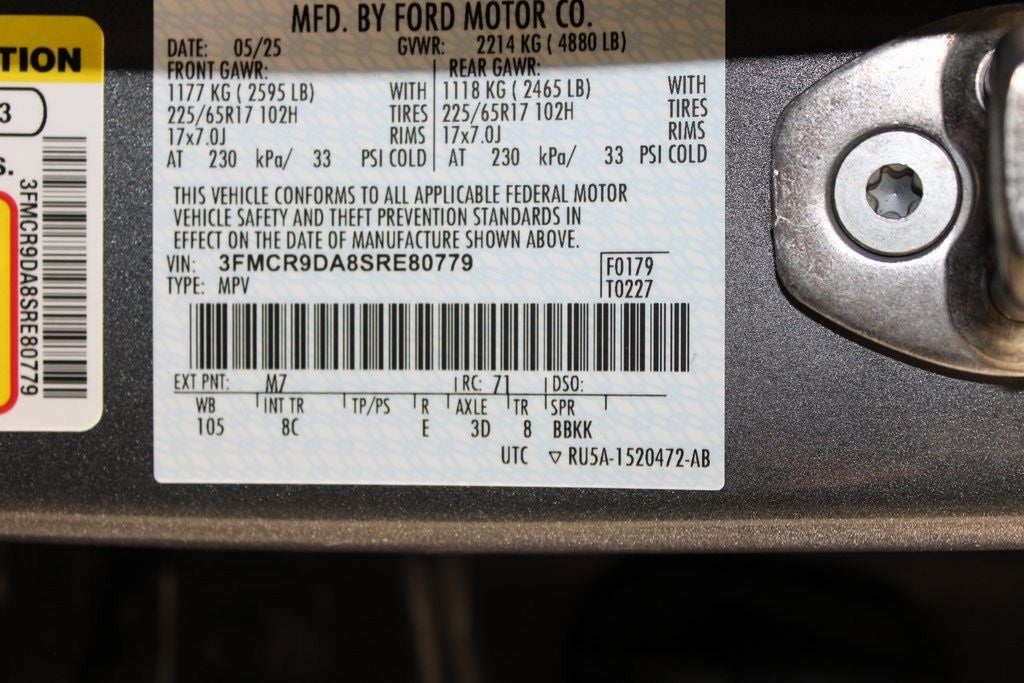 MFD. BY FORD MOTOR CO.
DATE: 05/25 GVWR: 2214 KG ( 4880 LB)
FRONT GAWR: REAR GAWR:
1177 KG ( 2595 LB) WITH 1118 KG ( 2465 LB) WITH
225/65R17 102H TIRES 225/65R17 102H TIRES
17x7.0J RIMS 17x7.0J RIMS
AT 230 kPa/ 33 PSI COLD AT 230 kPa/ 33 PSI COLD
THIS VEHICLE CONFORMS TO ALL APPLICABLE FEDERAL MOTOR
VEHICLE SAFETY AND THEFT PREVENTION STANDARDS IN
EFFECT ON THE DATE OF MANUFACTURE SHOWN ABOVE.
VIN: 3FMCR9DA8SRE80779 F0179
TYPE: MPV T0227
EXT PNT: M7 RC: 71 DSO:
WB INT TR TP/PS R AXLE TR SPR
105 8C E 3D 8 BBKK
UTC ▽ RU5A-1520472-AB
TION
3
S.
3FMCR9DA8SRE80779